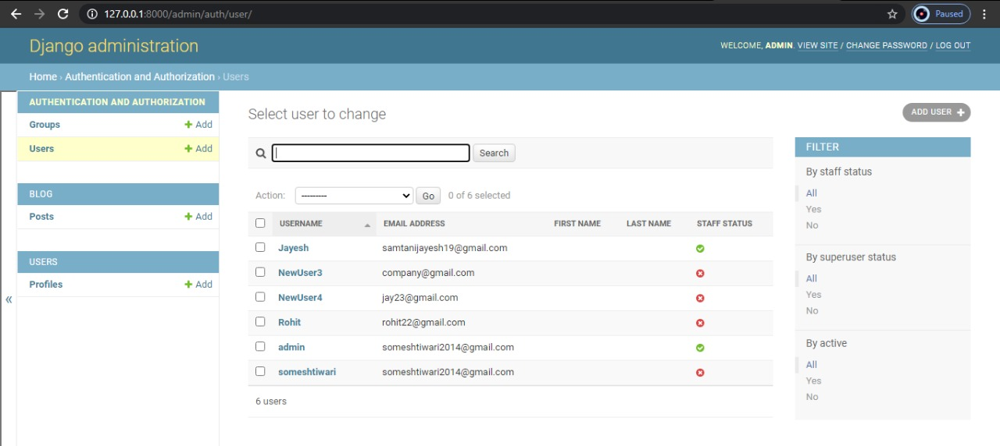 127.0.0.1:8000/admin/auth/user/
Paused
Django administration
WELCOME, ADMIN. VIEW SITE / CHANGE PASSWORD / LOG OUT
Home › Authentication and Authorization › Users
AUTHENTICATION AND AUTHORIZATION
Groups + Add
Users + Add
BLOG
Posts + Add
USERS
Profiles + Add
«
Select user to change
ADD USER +
Search
Action: --------- Go 0 of 6 selected
USERNAME EMAIL ADDRESS FIRST NAME LAST NAME STAFF STATUS
Jayesh samtanijayesh19@gmail.com
NewUser3 company@gmail.com
NewUser4 jay23@gmail.com
Rohit rohit22@gmail.com
admin someshtiwari2014@gmail.com
someshtiwari someshtiwari2014@gmail.com
6 users
FILTER
By staff status
All
Yes
No
By superuser status
All
Yes
No
By active
All
Yes
No